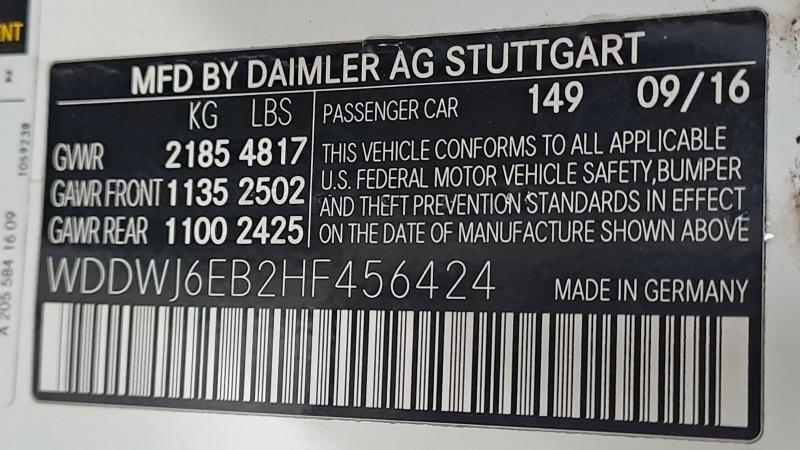 ENT
2
1059238
A 205 584 16 09
MFD BY DAIMLER AG STUTTGART
KG LBS
GVWR 2185 4817
GAWR FRONT 1135 2502
GAWR REAR 1100 2425
PASSENGER CAR 149 09/16
THIS VEHICLE CONFORMS TO ALL APPLICABLE
U.S. FEDERAL MOTOR VEHICLE SAFETY, BUMPER
AND THEFT PREVENTION STANDARDS IN EFFECT
ON THE DATE OF MANUFACTURE SHOWN ABOVE
WDDWJ6EB2HF456424 MADE IN GERMANY